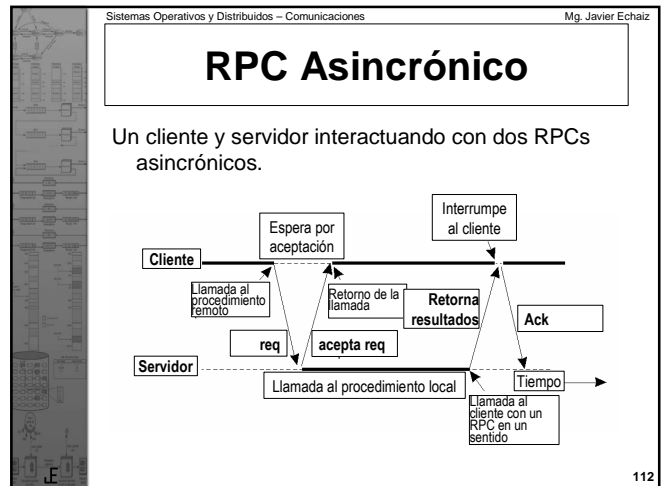 Sistemas Operativos y Distribuidos – Comunicaciones
Mg. Javier Echaiz
RPC Asincrónico
Un cliente y servidor interactuando con dos RPCs
asincrónicos.
Interrumpe
al cliente
Espera por
aceptación
Cliente
Llamada al
procedimiento
remoto
Retorno de la
llamada
Retorna
resultados
Ack
req
acepta req
Servidor
Llamada al procedimiento local
Tiempo
Llamada al
cliente con un
RPC en un
sentido
JE
112